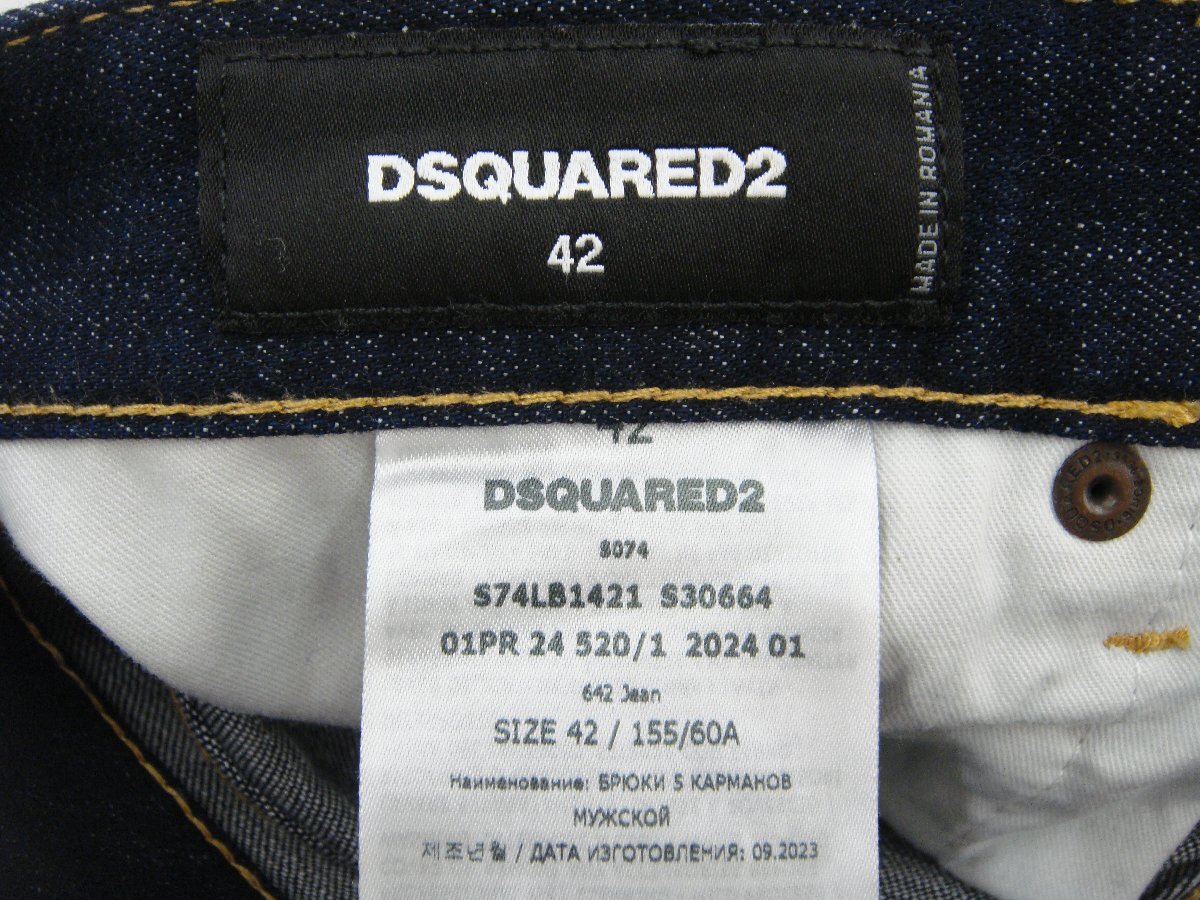 DSQUARED2
42
MADE IN ROMANIA
42
DSQUARED2
S074
S74LB1421 S30664
01PR 24 520/1 2024 01
642 Jean
SIZE 42 / 155/60A
Наименование: БРЮКИ 5 КАРМАНОВ
МУЖСКОЙ
제조년월 / ДАТА ИЗГОТОВЛЕНИЯ: 09.2023